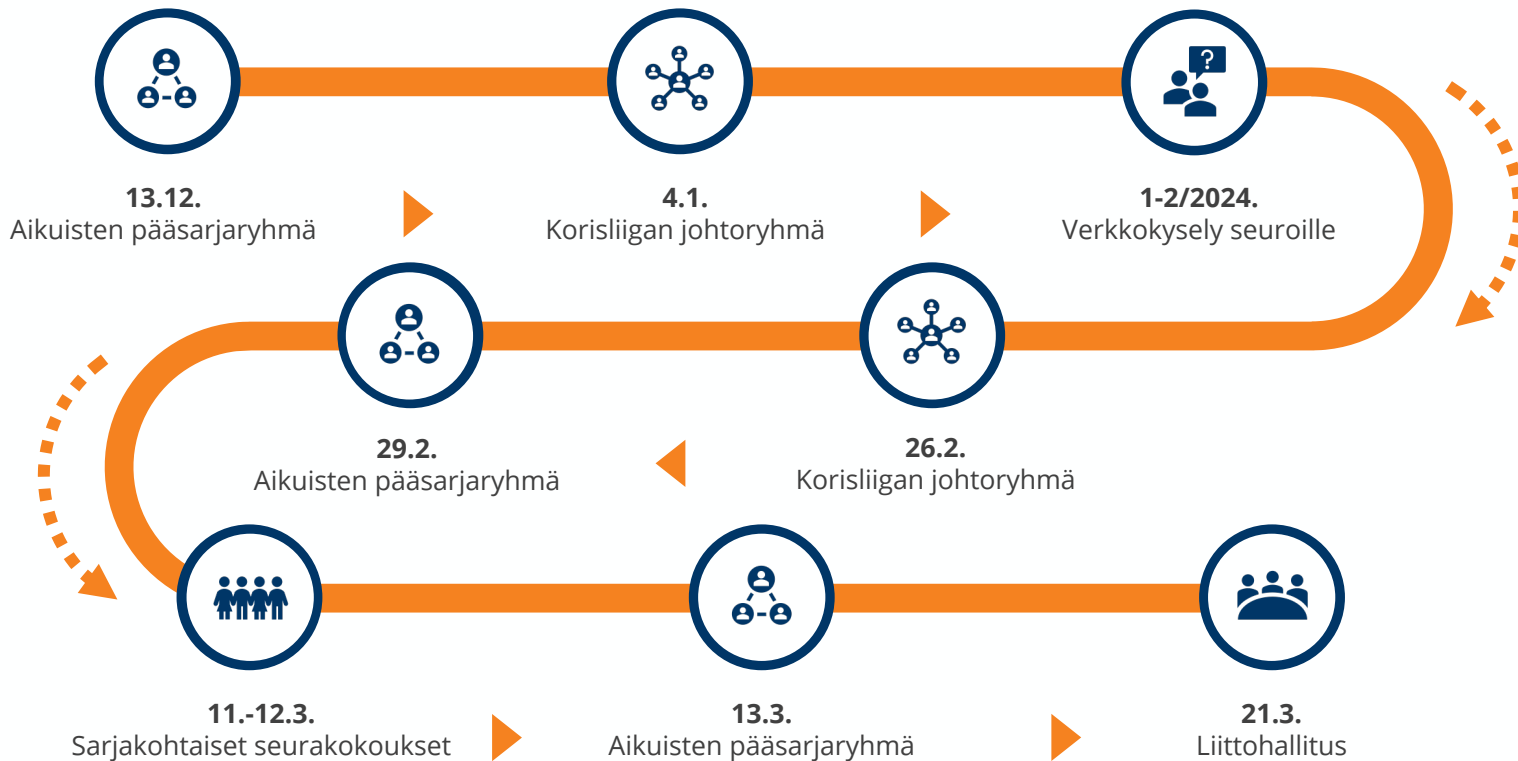 ?
13.12.
Aikuisten pääsarjaryhmä
4.1.
Korisliigan johtoryhmä
1-2/2024.
Verkkokysely seuroille
26.2.
Korisliigan johtoryhmä
29.2.
Aikuisten pääsarjaryhmä
11.-12.3.
Sarjakohtaiset seurakokoukset
13.3.
Aikuisten pääsarjaryhmä
21.3.
Liittohallitus